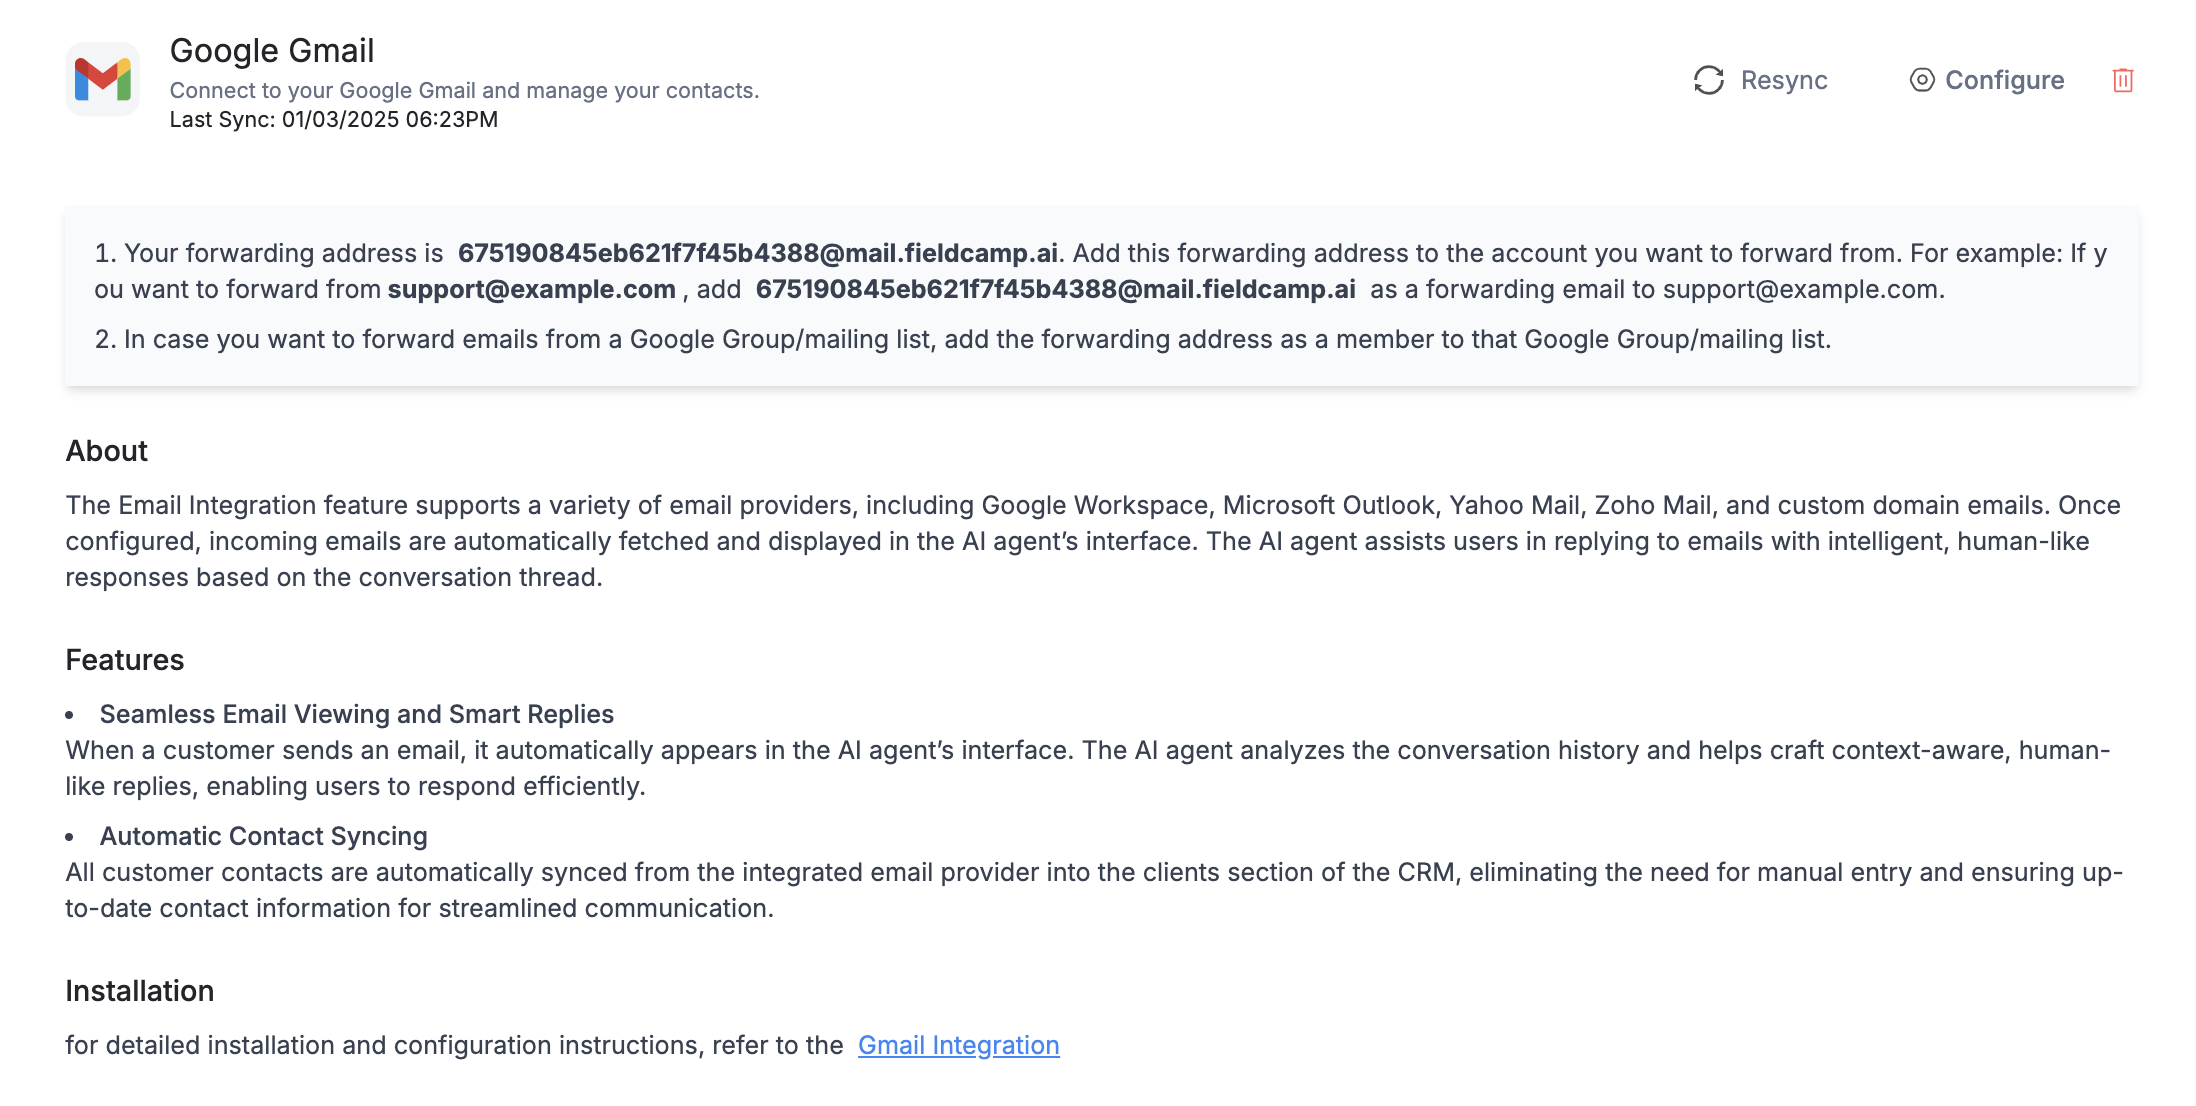 Google Gmail
Connect to your Google Gmail and manage your contacts.
Last Sync: 01/03/2025 06:23PM
Resync
Configure
1. Your forwarding address is 675190845eb621f7f45b4388@mail.fieldcamp.ai. Add this forwarding address to the account you want to forward from. For example: If y
ou want to forward from support@example.com , add 675190845eb621f7f45b4388@mail.fieldcamp.ai as a forwarding email to support@example.com.
2. In case you want to forward emails from a Google Group/mailing list, add the forwarding address as a member to that Google Group/mailing list.
About
The Email Integration feature supports a variety of email providers, including Google Workspace, Microsoft Outlook, Yahoo Mail, Zoho Mail, and custom domain emails. Once
configured, incoming emails are automatically fetched and displayed in the AI agent’s interface. The AI agent assists users in replying to emails with intelligent, human-like
responses based on the conversation thread.
Features
• Seamless Email Viewing and Smart Replies
When a customer sends an email, it automatically appears in the AI agent’s interface. The AI agent analyzes the conversation history and helps craft context-aware, human-
like replies, enabling users to respond efficiently.
• Automatic Contact Syncing
All customer contacts are automatically synced from the integrated email provider into the clients section of the CRM, eliminating the need for manual entry and ensuring up-
to-date contact information for streamlined communication.
Installation
for detailed installation and configuration instructions, refer to the Gmail Integration